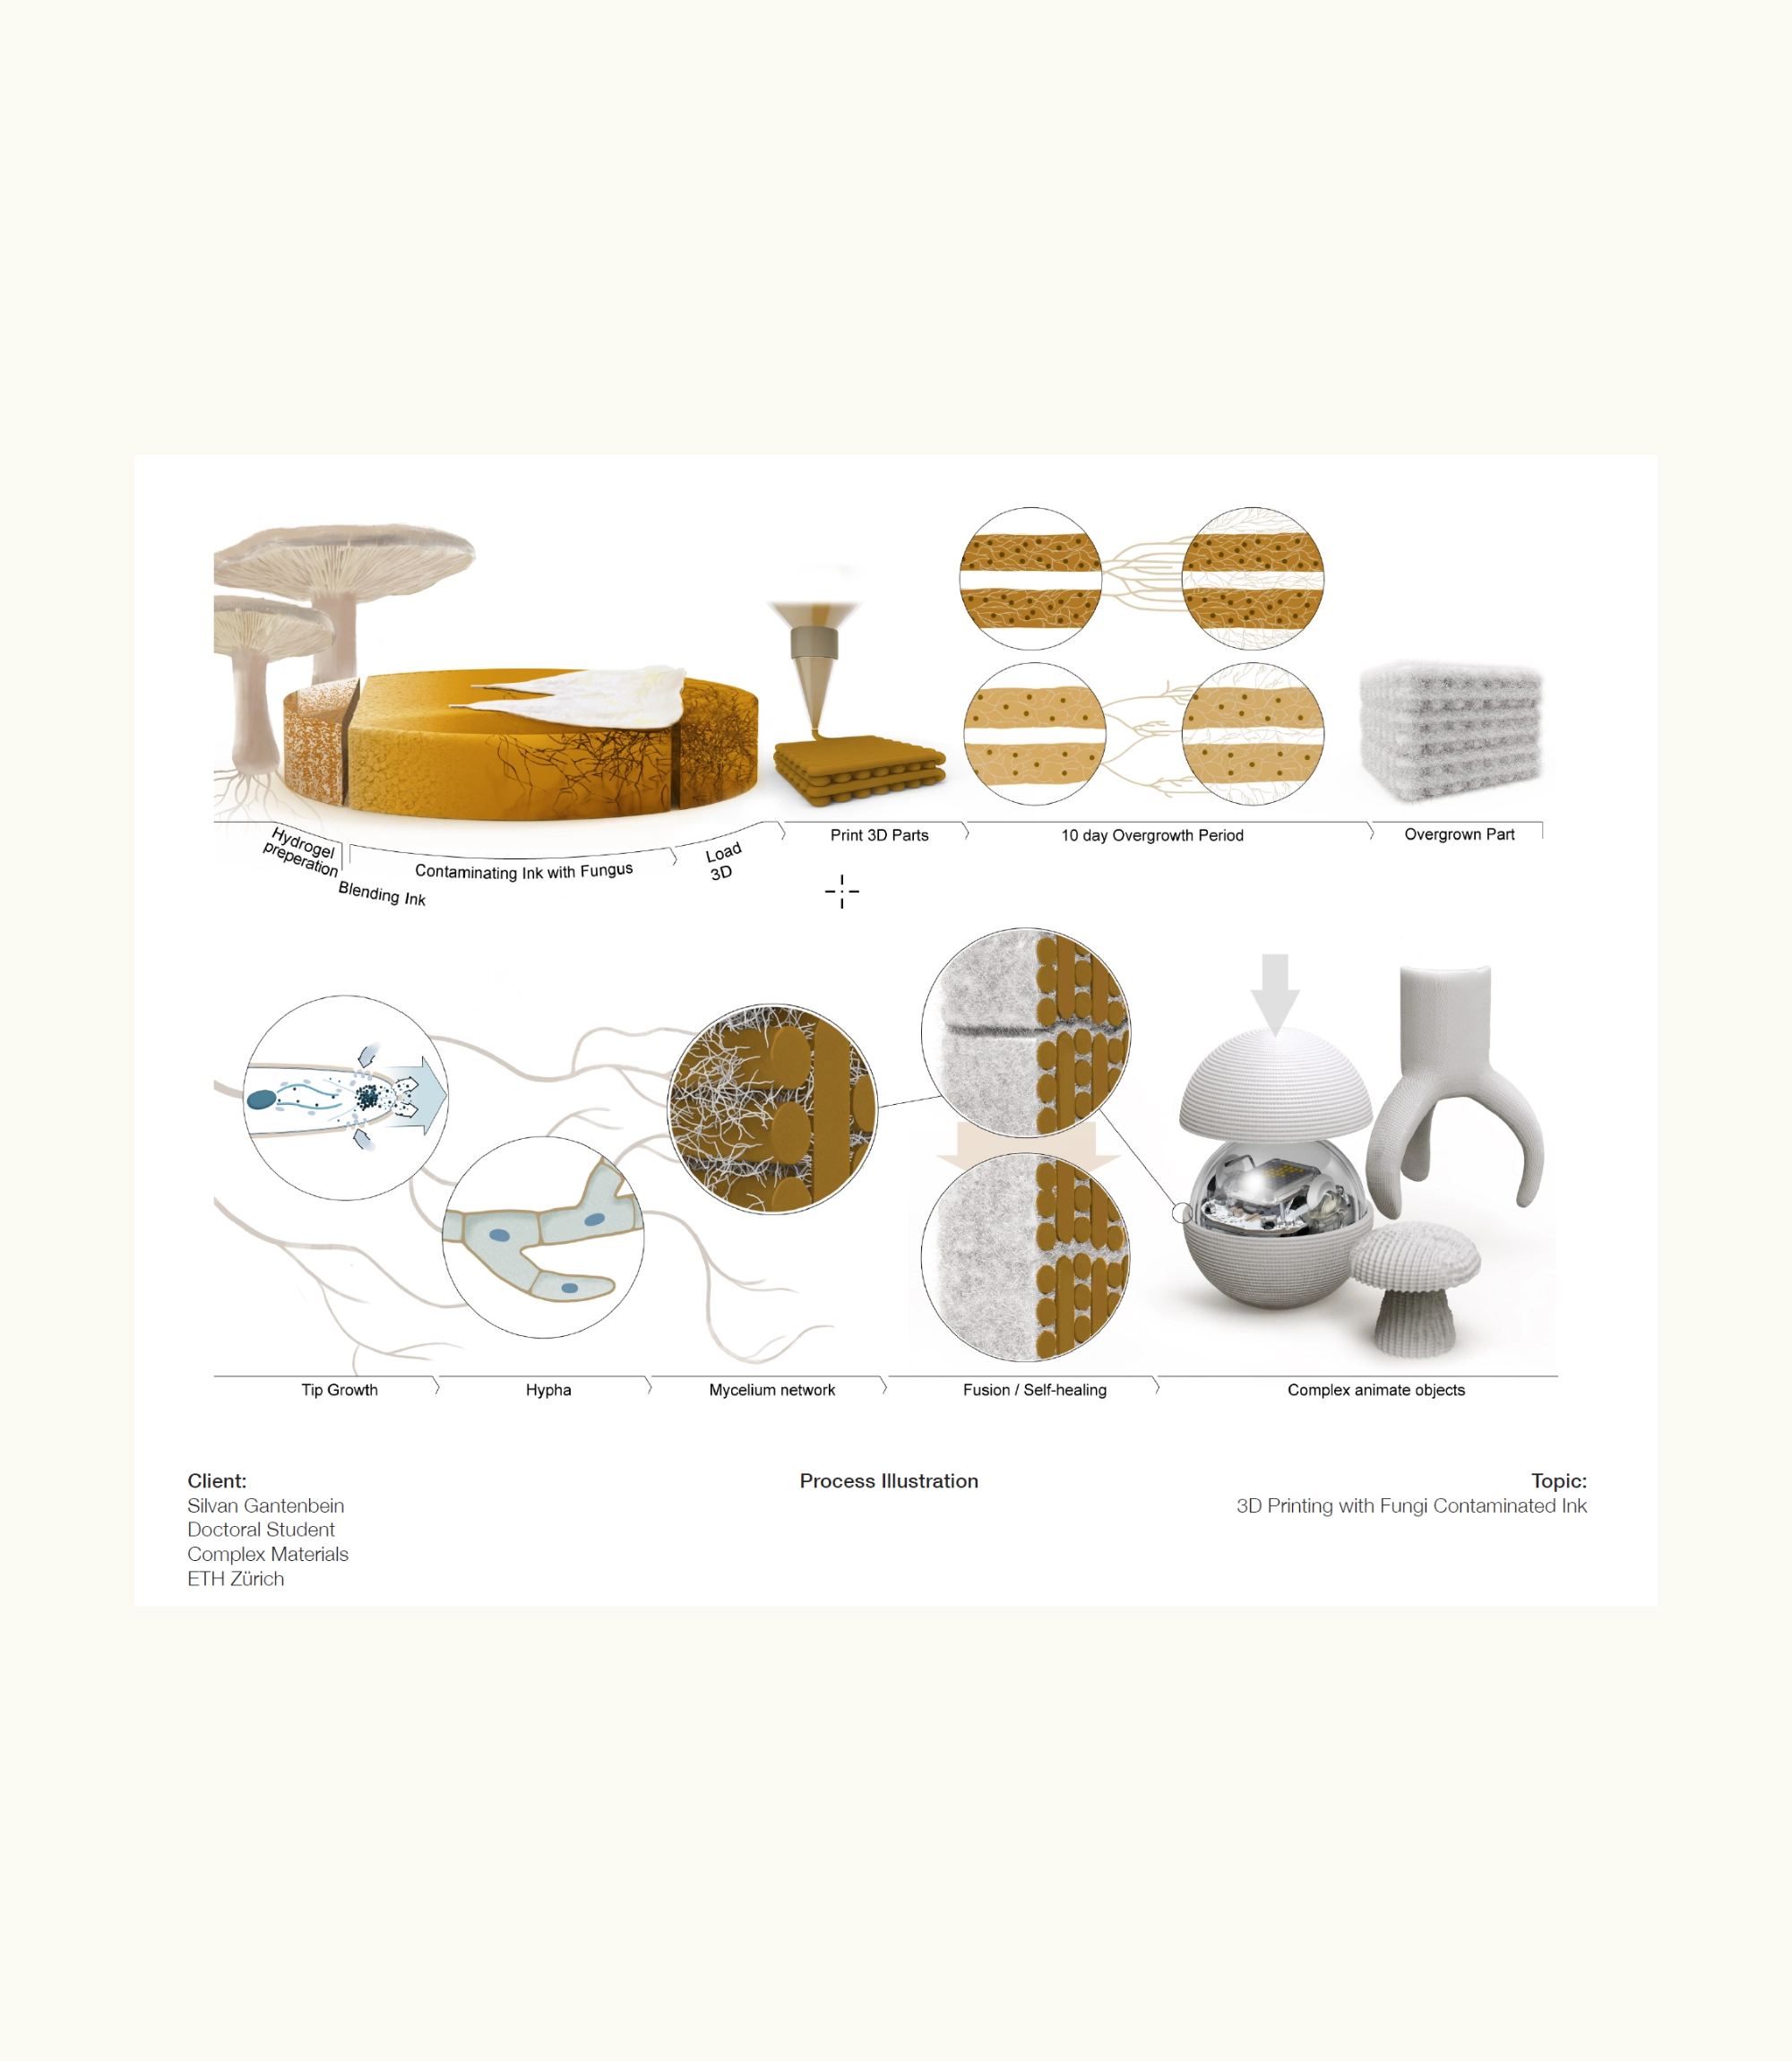 Hydrogel
preperation
Blending Ink
Contaminating Ink with Fungus
Load
3D
Print 3D Parts
10 day Overgrowth Period
Overgrown Part
Tip Growth
Hypha
Mycelium network
Fusion / Self-healing
Complex animate objects
Client:
Silvan Gantenbein
Doctoral Student
Complex Materials
ETH Zürich
Process Illustration
Topic:
3D Printing with Fungi Contaminated Ink